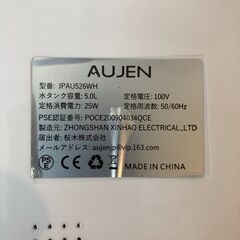 AUJEN
型番: JPAU526WH
水タンク容量: 5.0L 定格電圧: 100V
定格消費電力: 25W 定格周波数: 50/60Hz
PSE認証番号: POCE200904034QCE
製造元: ZHONGSHAN XINHAO ELECTRICAL.,LTD
届出者: 桜木株式会社
メールアドレス: aujenjp@vip.163.com
MADE IN CHINA